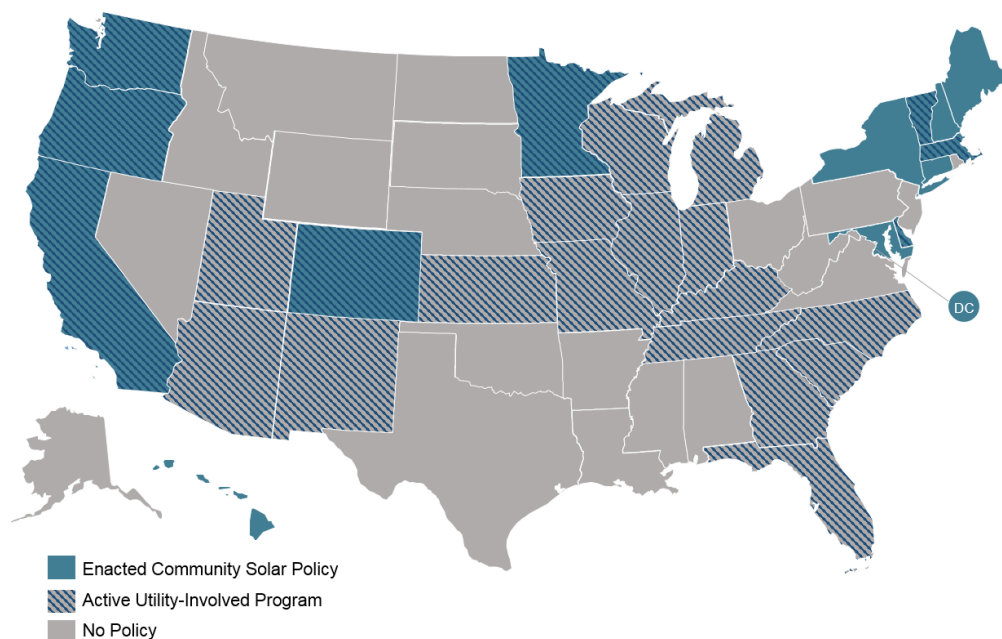 DC
Enacted Community Solar Policy
Active Utility-Involved Program
No Policy